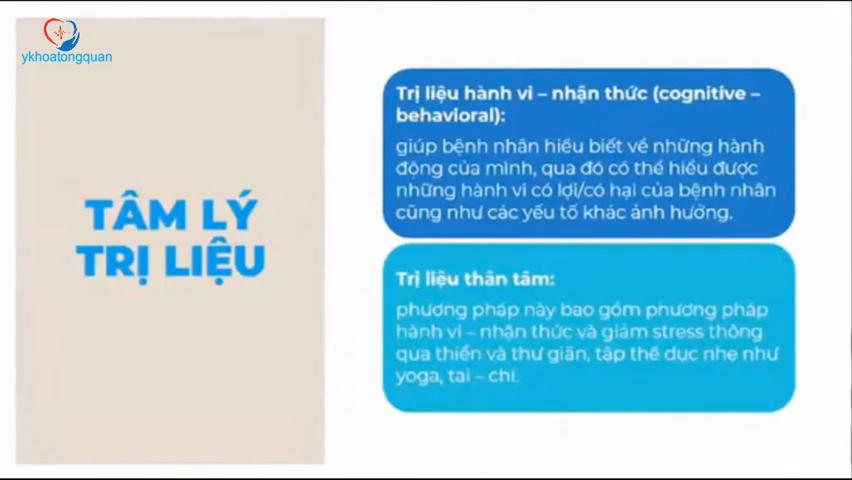 ykhoatongquan
TÂM LÝ
TRỊ LIỆU
Trị liệu hành vi – nhận thức (cognitive –
behavioral):
giúp bệnh nhân hiểu biết về những hành
động của mình, qua đó có thể hiểu được
những hành vi có lợi/có hại của bệnh nhân
cũng như các yếu tố khác ảnh hưởng.
Trị liệu thân tâm:
phương pháp này bao gồm phương pháp
hành vi – nhận thức và giảm stress thông
qua thiền và thư giãn, tập thể dục nhẹ như
yoga, tai – chi.